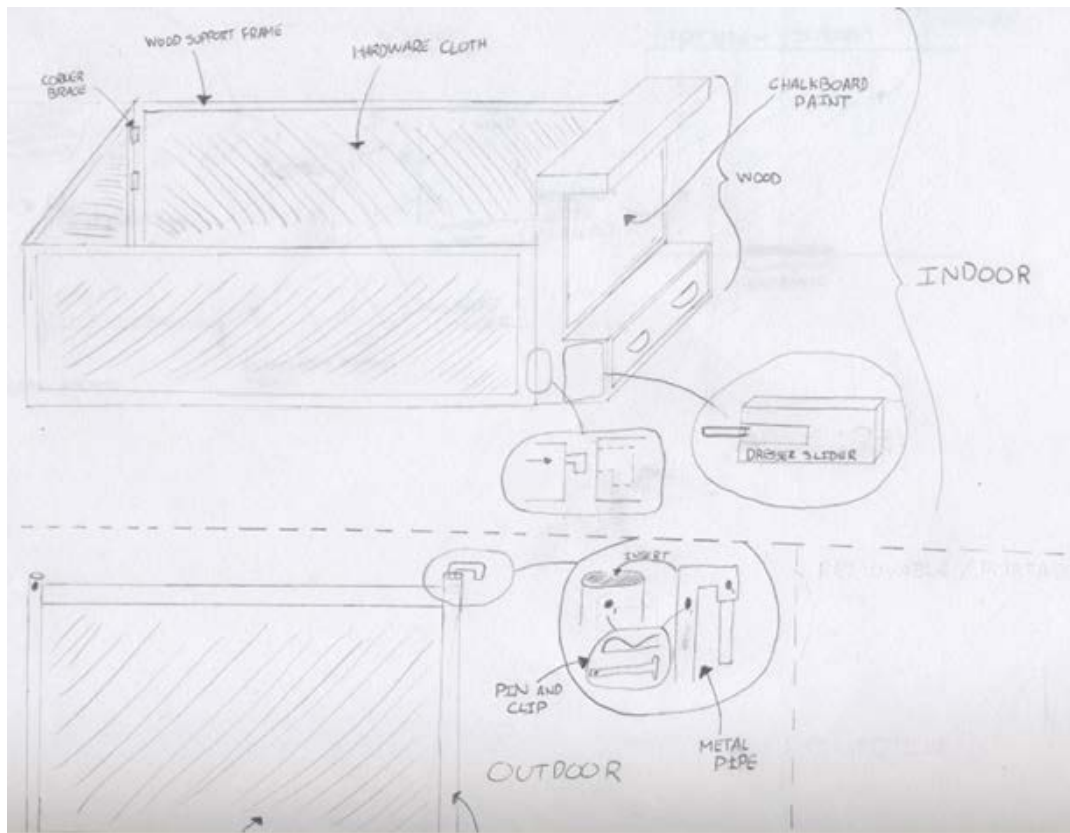 WOOD SUPPORT FRAME
HARDWARE CLOTH
CORNER
BRACE
CHALKBOARD
PAINT
WOOD
INDOOR
DRESSER SLIDER
INSERT
PIN AND
CLIP
METAL
PIPE
OUTDOOR